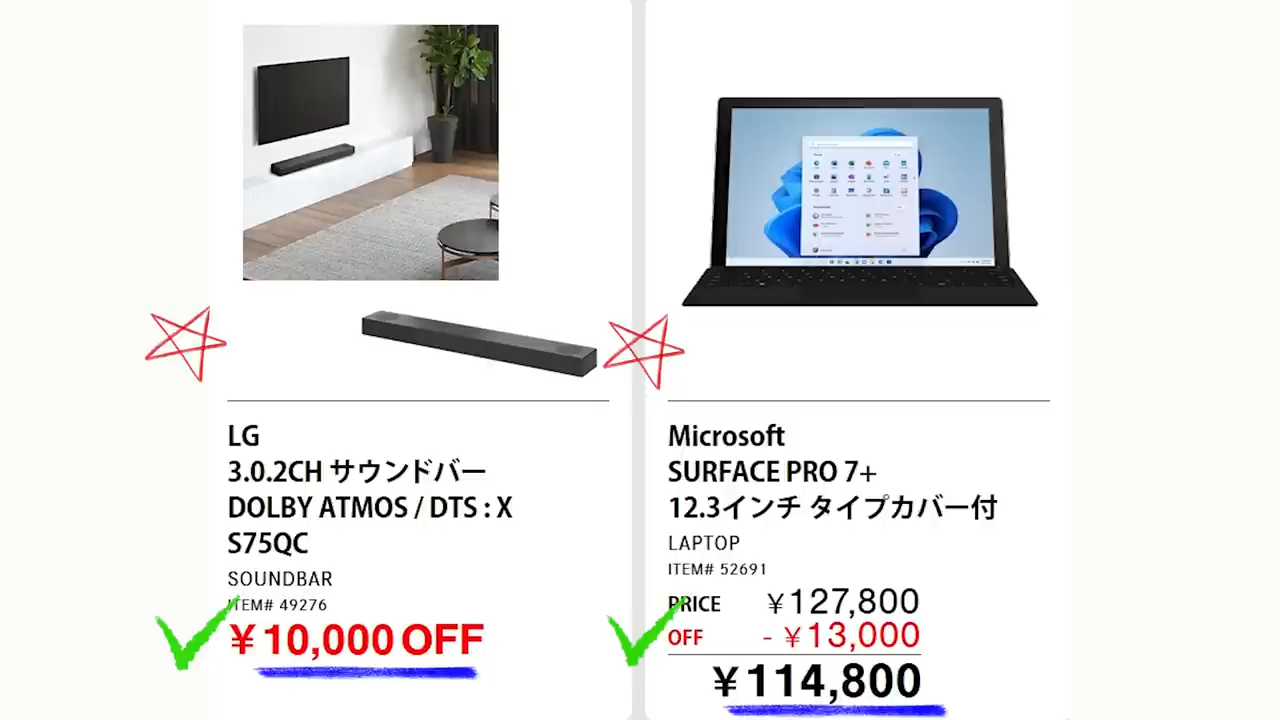 LG
3.0.2CH サウンドバー
DOLBY ATMOS / DTS : X
S75QC
SOUNDBAR
ITEM# 49276
¥10,000 OFF
Microsoft
SURFACE PRO 7+
12.3インチ タイプカバー付
LAPTOP
ITEM# 52691
PRICE ¥127,800
OFF - ¥13,000
¥114,800